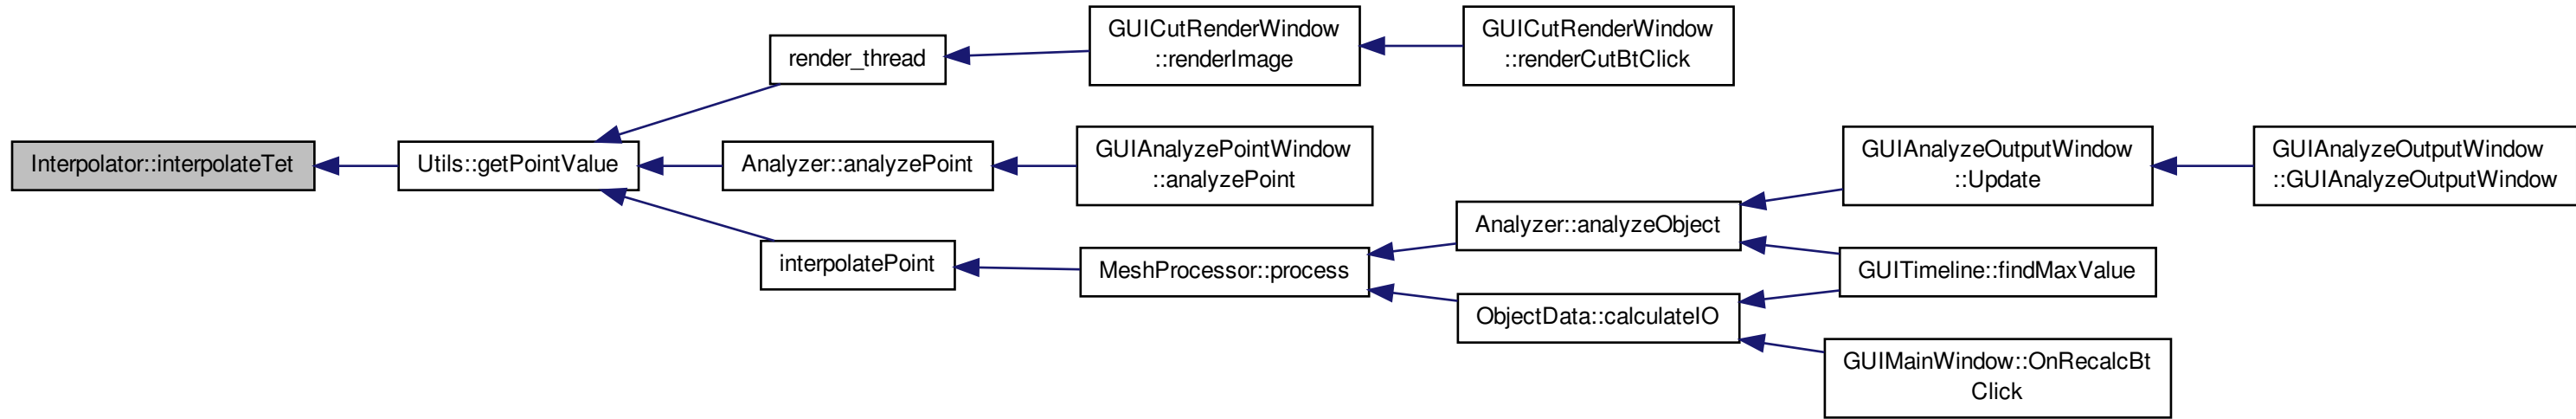 GUICutRenderWindow
::renderImage
GUICutRenderWindow
::renderCutBtClick
render_thread
Interpolator::interpolateTet
Utils::getPointValue
Analyzer::analyzePoint
GUIAnalyzePointWindow
::analyzePoint
GUIAnalyzeOutputWindow
::Update
GUIAnalyzeOutputWindow
::GUIAnalyzeOutputWindow
Analyzer::analyzeObject
interpolatePoint
MeshProcessor::process
GUITimeline::findMaxValue
ObjectData::calculateIO
GUIMainWindow::OnRecalcBt
Click